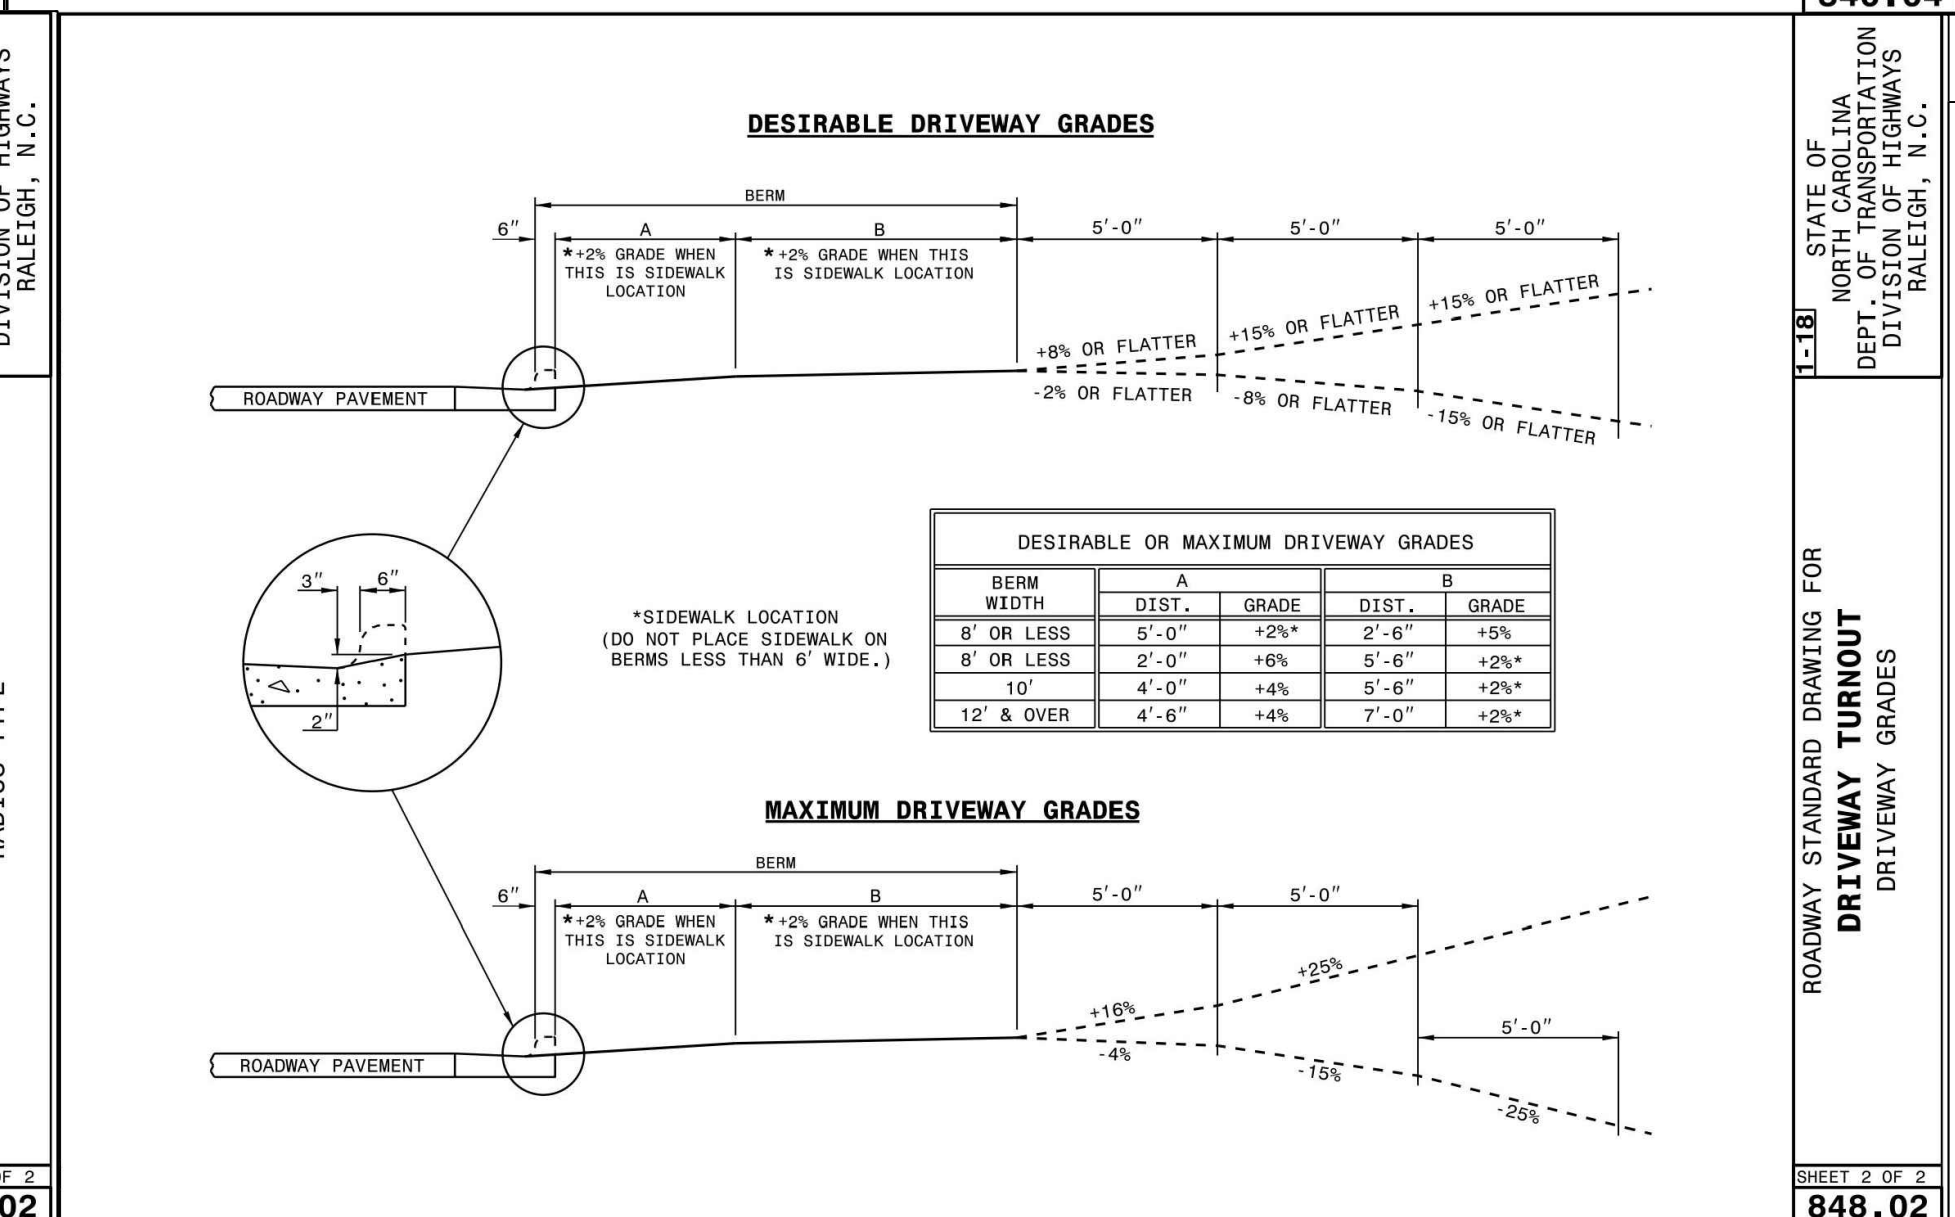 DESIRABLE DRIVEWAY GRADES
BERM
6"
A
B
5'-0"
5'-0"
5'-0"
*+2% GRADE WHEN
THIS IS SIDEWALK
LOCATION
*+2% GRADE WHEN THIS
IS SIDEWALK LOCATION
+8% OR FLATTER
+15% OR FLATTER
+15% OR FLATTER
-2% OR FLATTER
-8% OR FLATTER
-15% OR FLATTER
ROADWAY PAVEMENT
3"
6"
2"
*SIDEWALK LOCATION
(DO NOT PLACE SIDEWALK ON
BERMS LESS THAN 6' WIDE.)
DESIRABLE OR MAXIMUM DRIVEWAY GRADES
BERM WIDTH A B
DIST. GRADE DIST. GRADE
8' OR LESS 5'-0" +2%* 2'-6" +5%
8' OR LESS 2'-0" +6% 5'-6" +2%*
10' 4'-0" +4% 5'-6" +2%*
12' & OVER 4'-6" +4% 7'-0" +2%*
MAXIMUM DRIVEWAY GRADES
BERM
6"
A
B
5'-0"
5'-0"
*+2% GRADE WHEN
THIS IS SIDEWALK
LOCATION
*+2% GRADE WHEN THIS
IS SIDEWALK LOCATION
+16%
+25%
-4%
-15%
5'-0"
-25%
ROADWAY PAVEMENT
1-18
STATE OF
NORTH CAROLINA
DEPT. OF TRANSPORTATION
DIVISION OF HIGHWAYS
RALEIGH, N.C.
ROADWAY STANDARD DRAWING FOR
DRIVEWAY TURNOUT
DRIVEWAY GRADES
SHEET 2 OF 2
848.02
DIVISION OF HIGHWAYS
RALEIGH, N.C.
OF 2
02